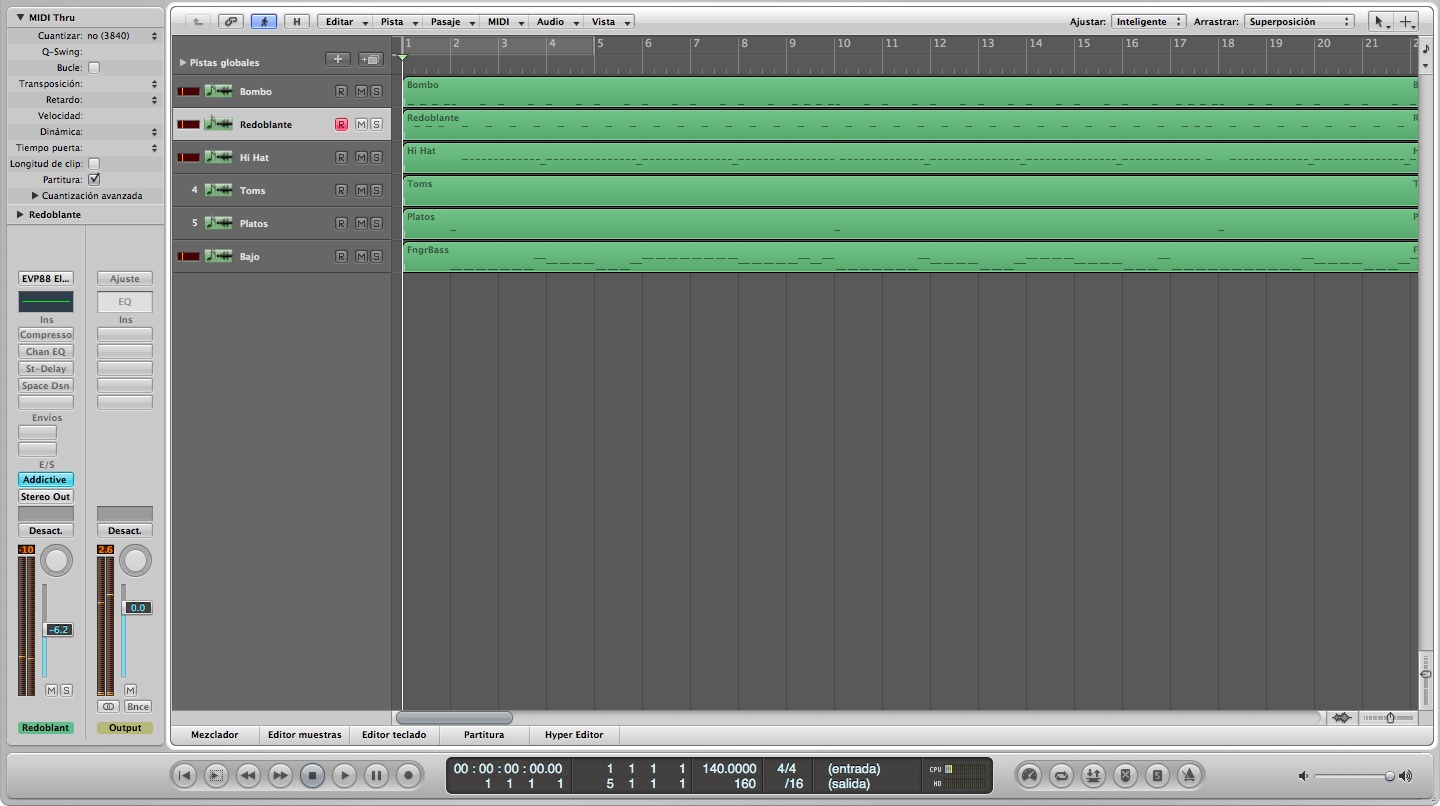 MIDI Thru
Cuantizar: no (3840)
Q-Swing:
Bucle:
Transposición:
Retardo:
Velocidad:
Dinámica:
Tiempo puerta:
Longitud de clip:
Partitura:
Cuantización avanzada
Redoblante
EVP88 El...
Ajuste
EQ
Ins
Ins
Compresso
Chan EQ
St-Delay
Space Dsn
Envíos
E/S
Addictive
Stereo Out
Desact.
Desact.
-10
2.6
0.0
-6.2
M S
M
Bnce
Redoblant
Output
H
Editar
Pista
Pasaje
MIDI
Audio
Vista
Ajustar: Inteligente
Arrastrar: Superposición
Pistas globales
1 2 3 4 5 6 7 8 9 10 11 12 13 14 15 16 17 18 19 20 21 2
Bombo R M S
Bombo B
Redoblante R M S
Redoblante R
Hi Hat R M S
Hi Hat H
4 Toms R M S
Toms T
5 Platos R M S
Platos P
Bajo R M S
FngrBass F
Mezclador
Editor muestras
Editor teclado
Partitura
Hyper Editor
00 : 00 : 00 : 00.00 1 1 1 1 140.0000 4/4 (entrada) CPU
1 1 1 1 5 1 1 1 160 /16 (salida) HD
S